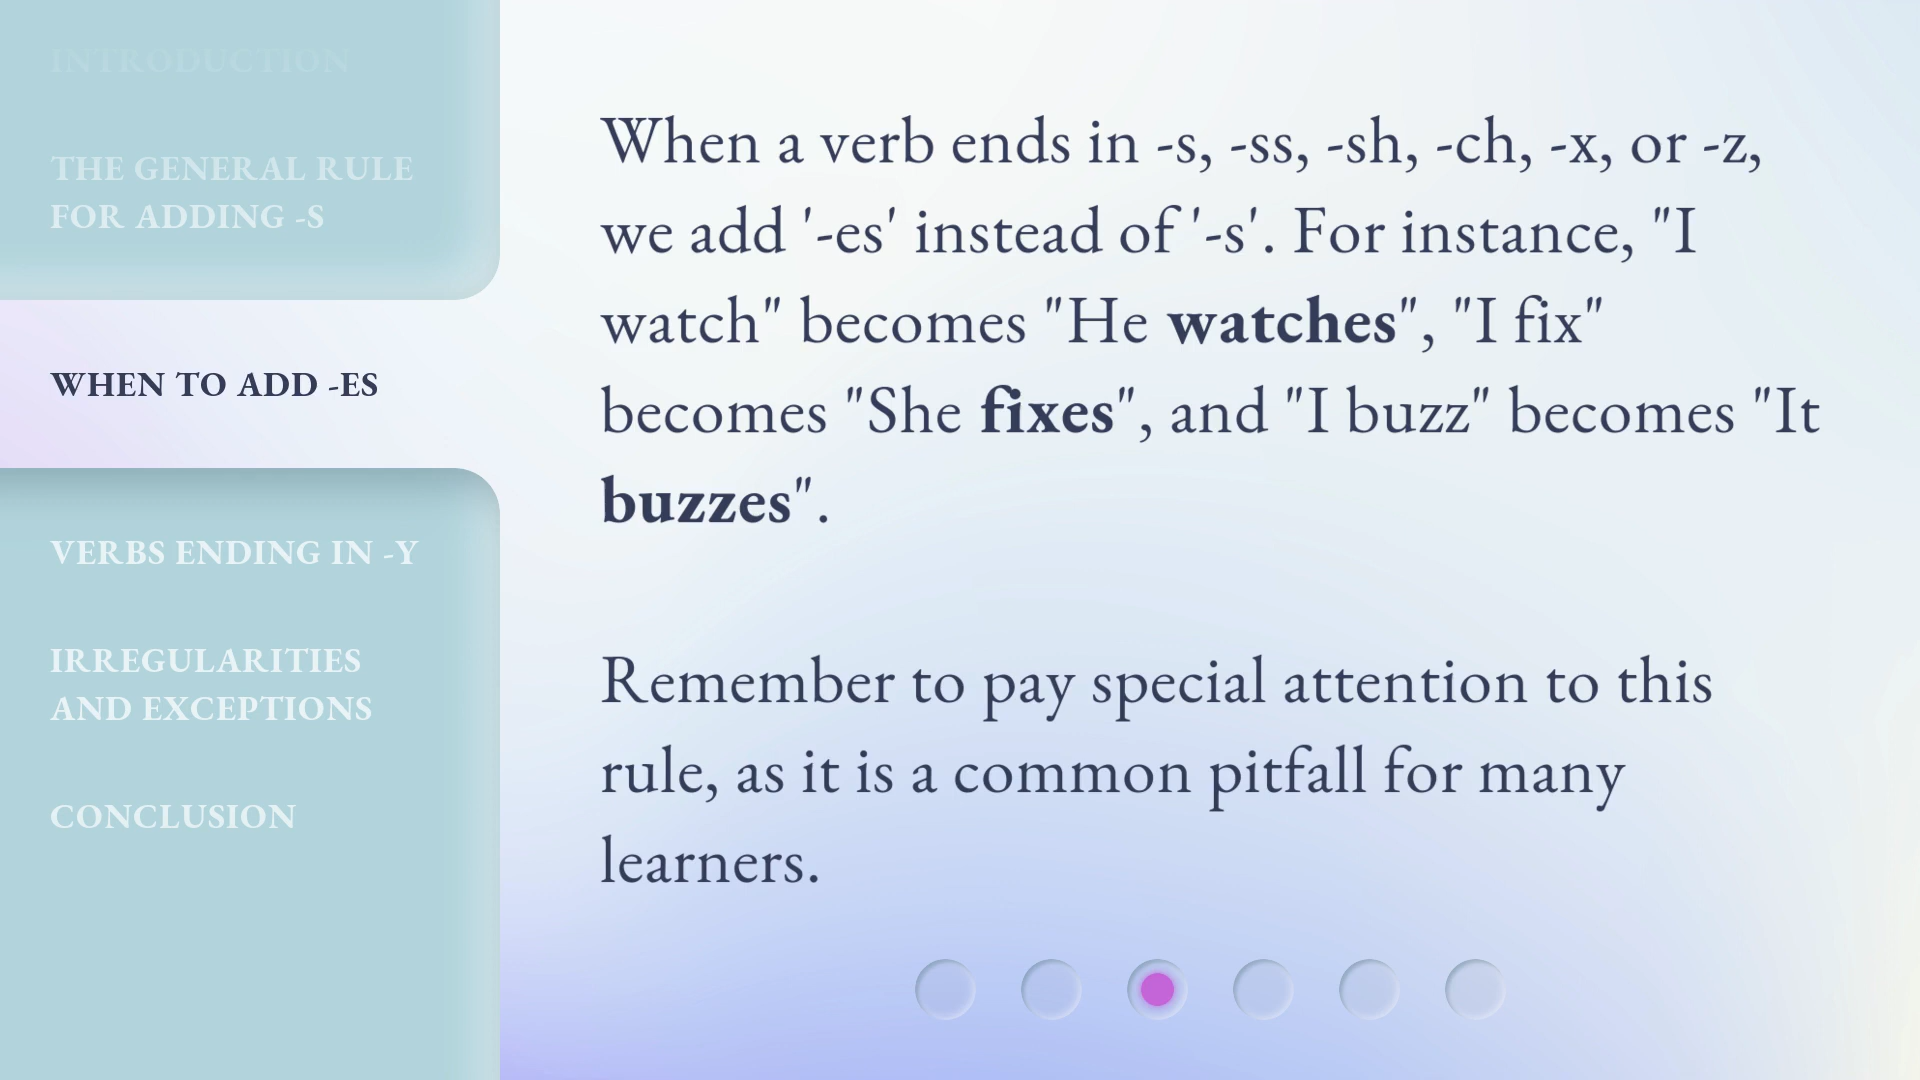 INTRODUCTION
THE GENERAL RULE
FOR ADDING -S
WHEN TO ADD -ES
VERBS ENDING IN -Y
IRREGULARITIES
AND EXCEPTIONS
CONCLUSION
When a verb ends in -s, -ss, -sh, -ch, -x, or -z,
we add '-es' instead of '-s'. For instance, "I
watch" becomes "He watches", "I fix"
becomes "She fixes", and "I buzz" becomes "It
buzzes".
Remember to pay special attention to this
rule, as it is a common pitfall for many
learners.